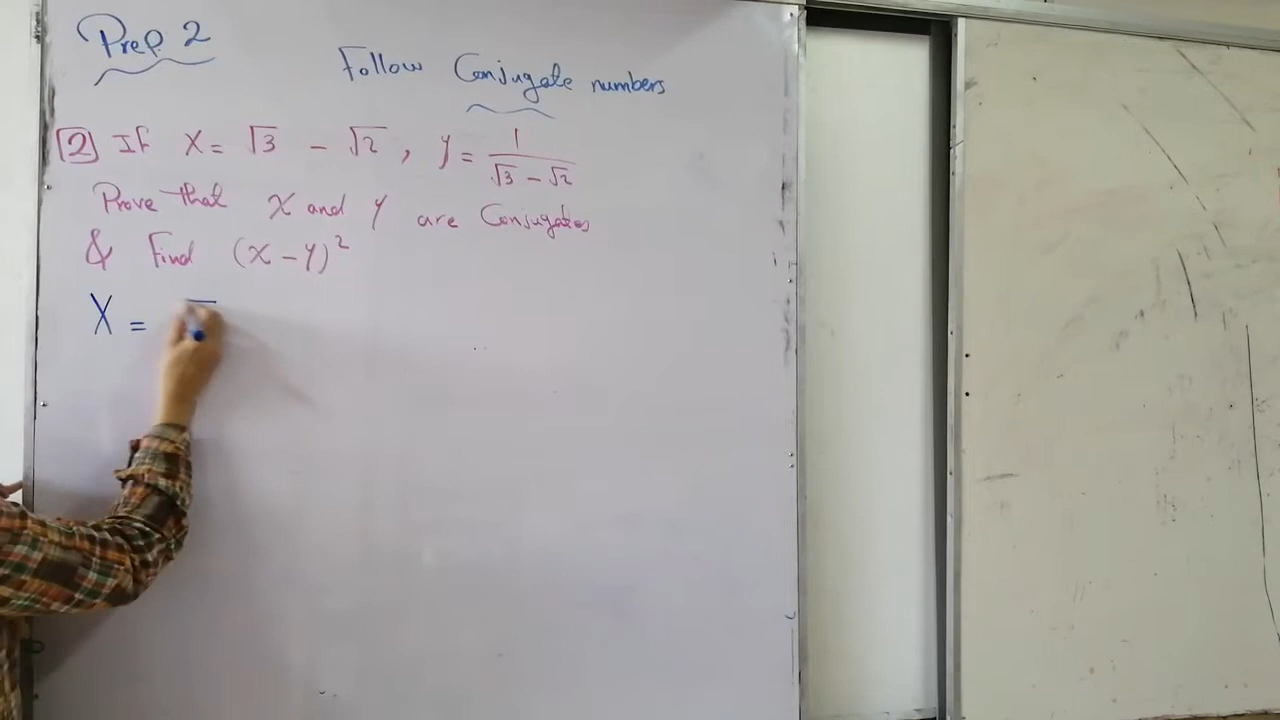 Prep. 2
Follow Conjugate numbers
[2] If x = √3 - √2 , y = 1/(√3 - √2)
Prove that x and y are Conjugates
& Find (x - y)²
X =